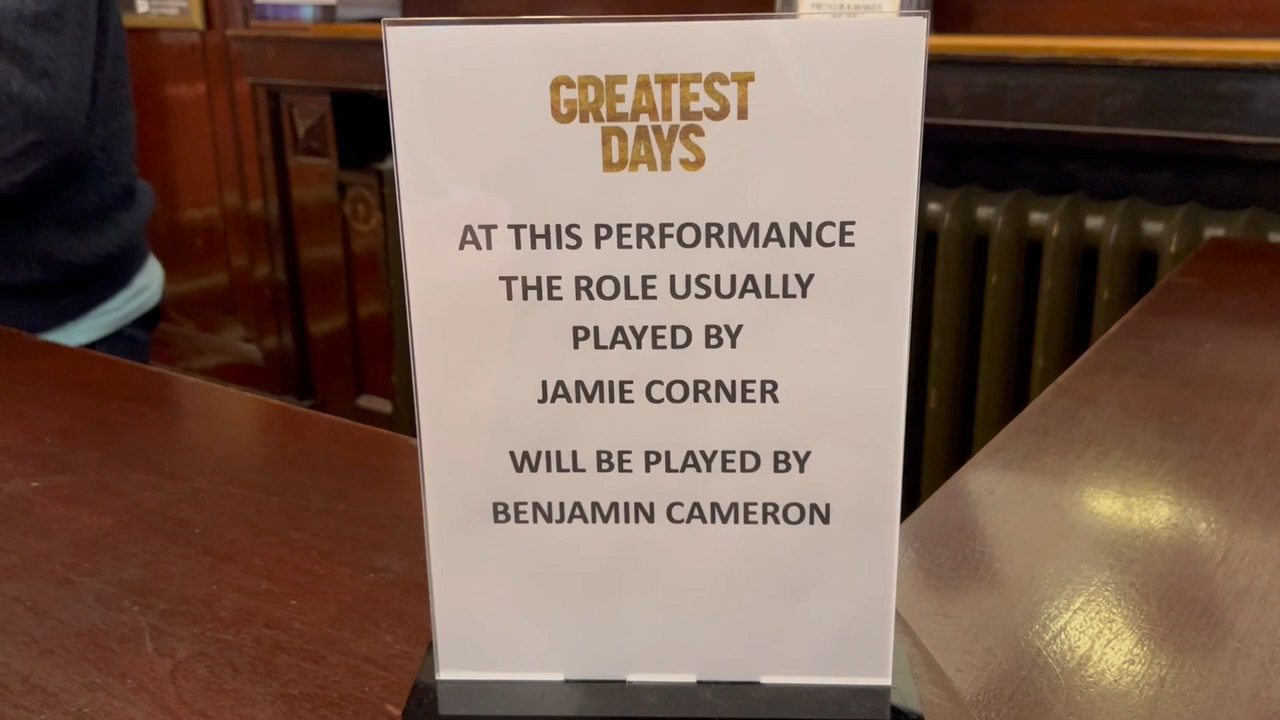 GREATEST
DAYS
AT THIS PERFORMANCE
THE ROLE USUALLY
PLAYED BY
JAMIE CORNER
WILL BE PLAYED BY
BENJAMIN CAMERON